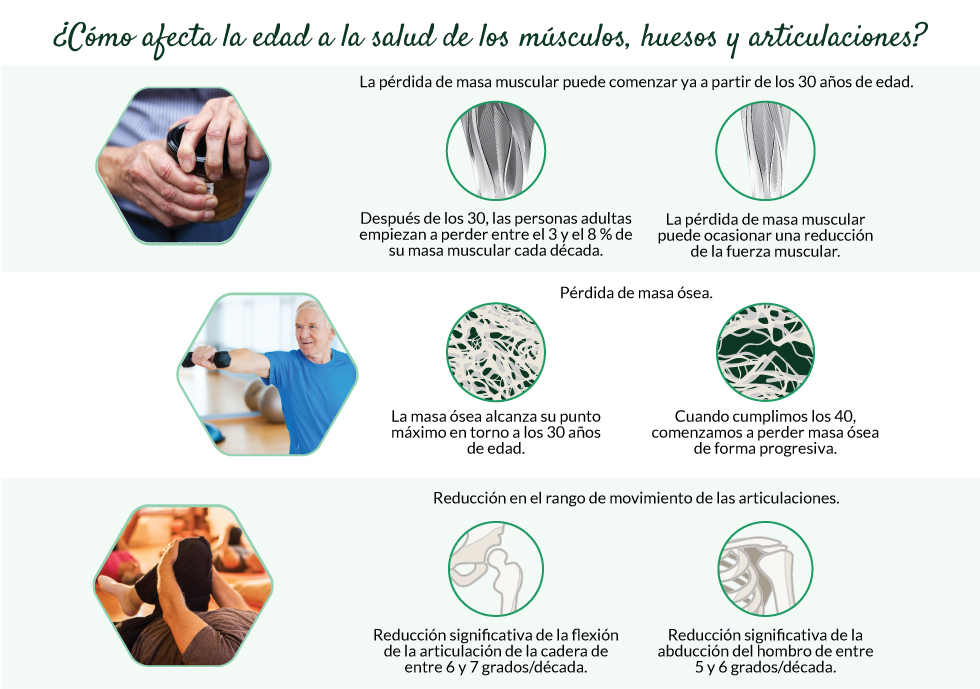 ¿Cómo afecta la edad a la salud de los músculos, huesos y articulaciones?
La pérdida de masa muscular puede comenzar ya a partir de los 30 años de edad.
Después de los 30, las personas adultas
empiezan a perder entre el 3 y el 8 % de
su masa muscular cada década.
La pérdida de masa muscular
puede ocasionar una reducción
de la fuerza muscular.
Pérdida de masa ósea.
La masa ósea alcanza su punto
máximo en torno a los 30 años
de edad.
Cuando cumplimos los 40,
comenzamos a perder masa ósea
de forma progresiva.
Reducción en el rango de movimiento de las articulaciones.
Reducción significativa de la flexión
de la articulación de la cadera de
entre 6 y 7 grados/década.
Reducción significativa de la
abducción del hombro de entre
5 y 6 grados/década.